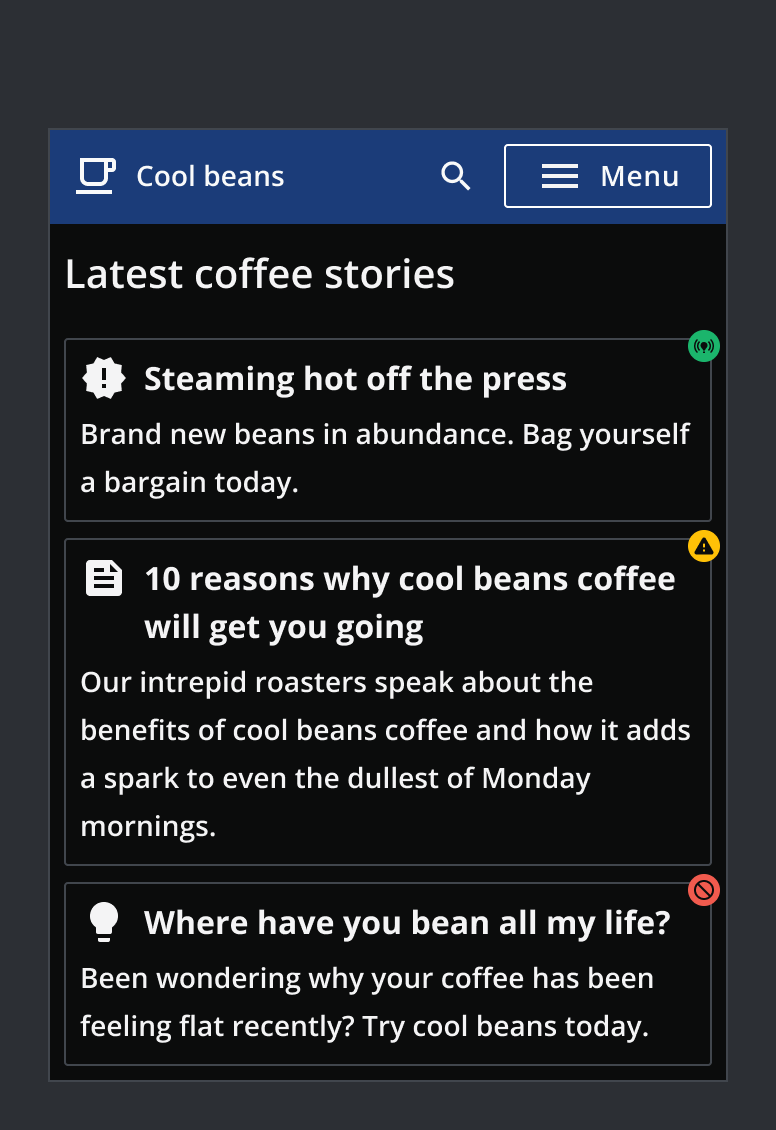 Cool beans
Menu
Latest coffee stories
Steaming hot off the press
Brand new beans in abundance. Bag yourself
a bargain today.
10 reasons why cool beans coffee
will get you going
Our intrepid roasters speak about the
benefits of cool beans coffee and how it adds
a spark to even the dullest of Monday
mornings.
Where have you bean all my life?
Been wondering why your coffee has been
feeling flat recently? Try cool beans today.